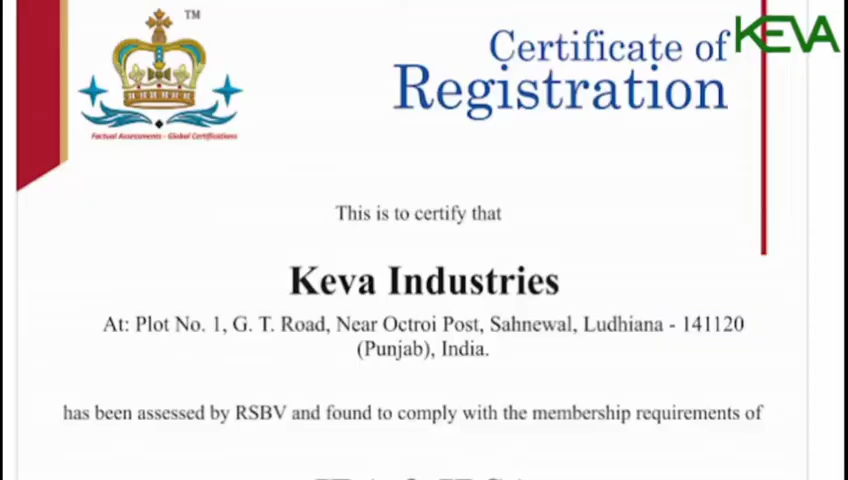 TM
KEVA
Certificate of
Registration
Factual Assessments - Global Certifications
This is to certify that
Keva Industries
At: Plot No. 1, G. T. Road, Near Octroi Post, Sahnewal, Ludhiana - 141120
(Punjab), India.
has been assessed by RSBV and found to comply with the membership requirements of